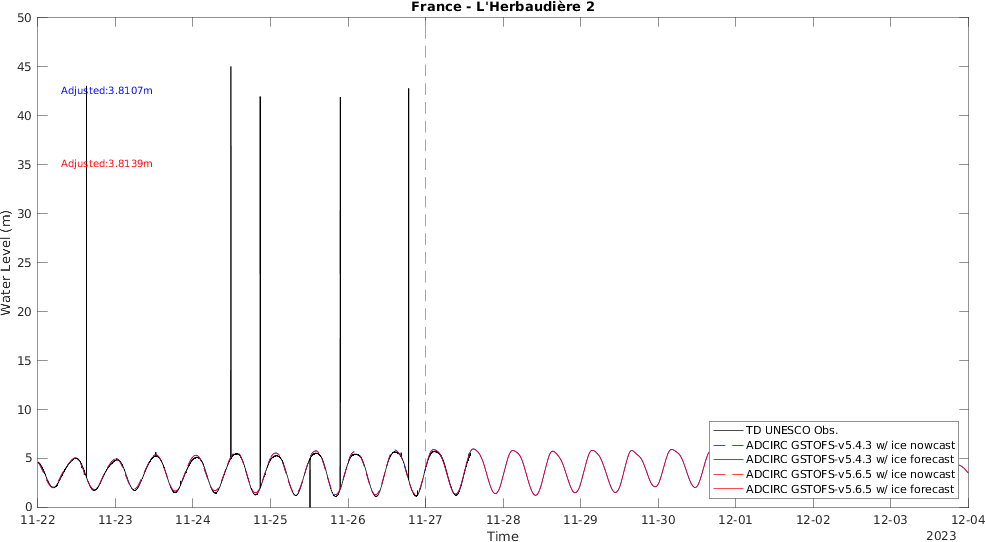 France - L'Herbaudière 2
50
45
40
35
30
25
20
15
10
5
0
Water Level (m)
Adjusted:3.8107m
Adjusted:3.8139m
TD UNESCO Obs.
ADCIRC GSTOFS-v5.4.3 w/ ice nowcast
ADCIRC GSTOFS-v5.4.3 w/ ice forecast
ADCIRC GSTOFS-v5.6.5 w/ ice nowcast
ADCIRC GSTOFS-v5.6.5 w/ ice forecast
11-22
11-23
11-24
11-25
11-26
11-27
11-28
11-29
11-30
12-01
12-02
12-03
12-04
Time
2023